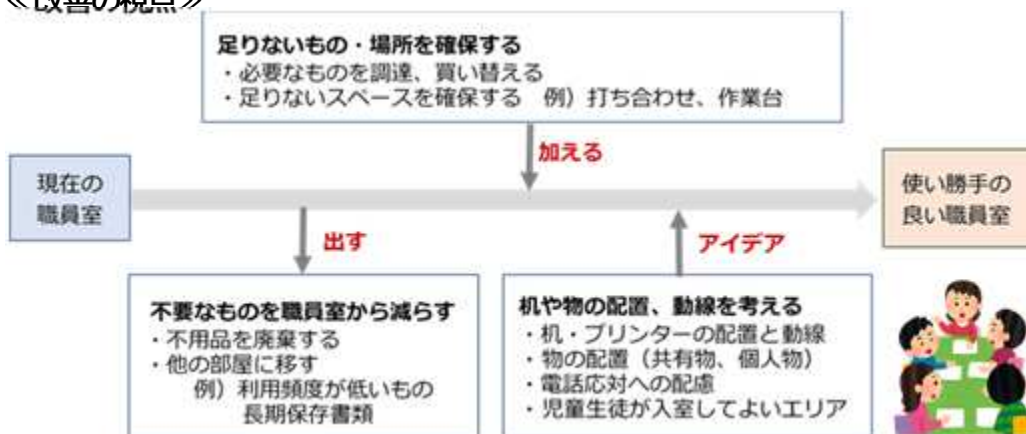 ≪改善の視点≫
足りないもの・場所を確保する
・必要なものを調達、買い替える
・足りないスペースを確保する 例）打ち合わせ、作業台
加える
現在の
職員室
使い勝手の
良い職員室
出す
アイデア
不要なものを職員室から減らす
・不用品を廃棄する
・他の部屋に移す
例）利用頻度が低いもの
長期保存書類
机や物の配置、動線を考える
・机・プリンターの配置と動線
・物の配置（共有物、個人物）
・電話応対への配慮
・児童生徒が入室してよいエリア